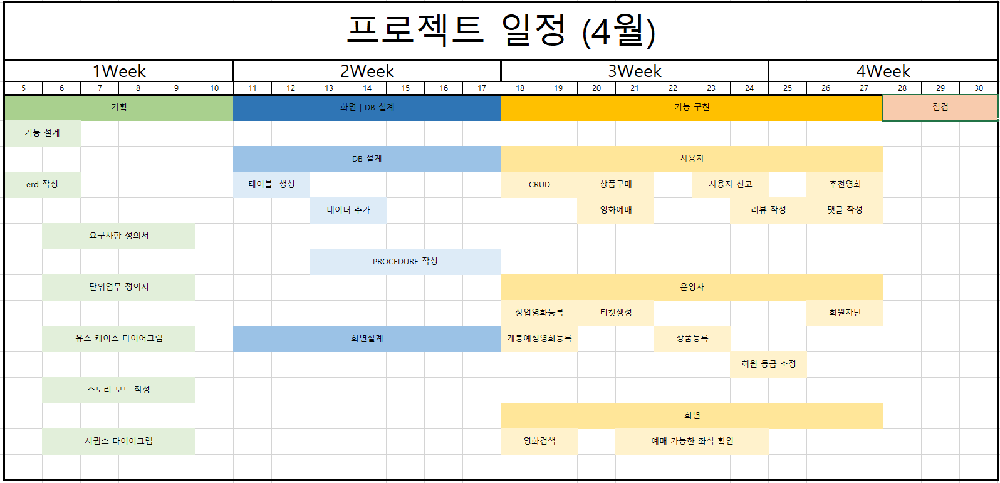 프로젝트 일정 (4월)
1Week 2Week 3Week 4Week
5 6 7 8 9 10 11 12 13 14 15 16 17 18 19 20 21 22 23 24 25 26 27 28 29 30
기획 화면 | DB 설계 기능 구현 점검
기능 설계
DB 설계 사용자
erd 작성 테이블 생성 CRUD 상품구매 사용자 신고 추천영화
데이터 추가 영화예매 리뷰 작성 댓글 작성
요구사항 정의서
PROCEDURE 작성
단위업무 정의서 운영자
상업영화등록 티켓생성 회원차단
유스 케이스 다이어그램 화면설계 개봉예정영화등록 상품등록
회원 등급 조정
스토리 보드 작성
화면
시퀀스 다이어그램 영화검색 예매 가능한 좌석 확인